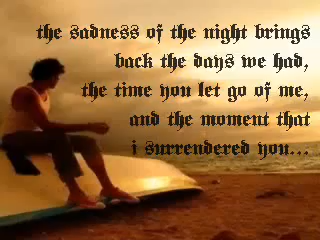 the sadness of the night brings
back the days we had,
the time you let go of me,
and the moment that
i surrendered you...